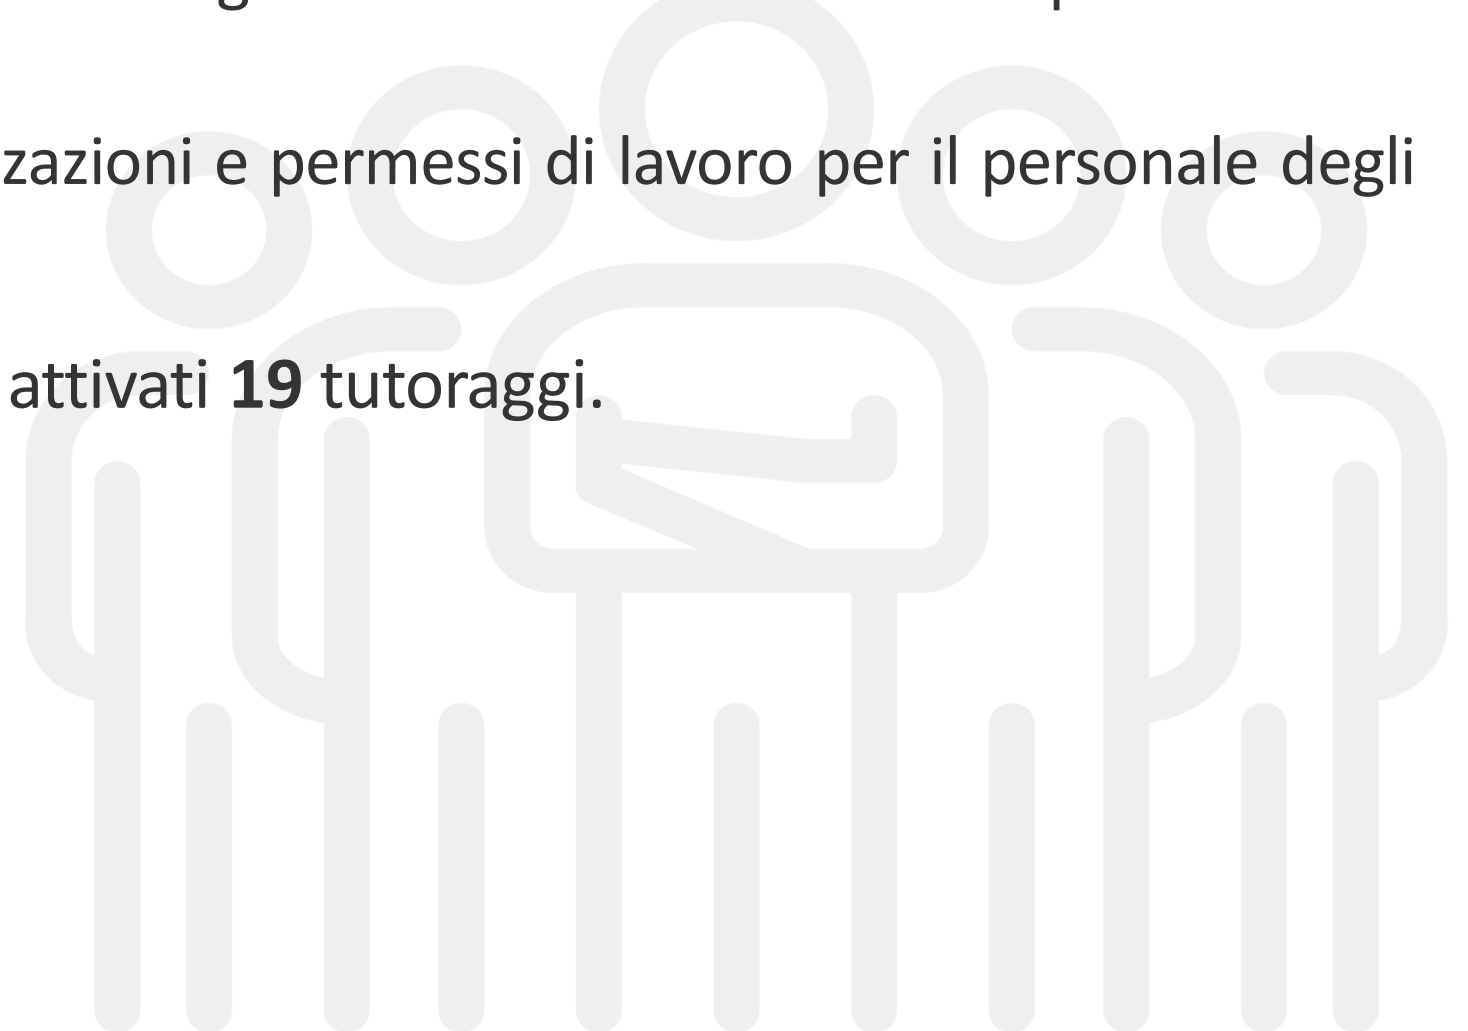 zazioni e permessi di lavoro per il personale degli
attivati 19 tutoraggi.